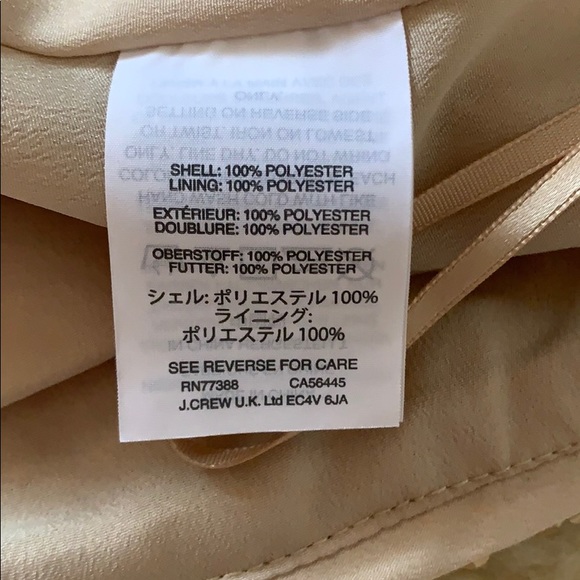 SHELL: 100% POLYESTER
LINING: 100% POLYESTER
EXTÉRIEUR: 100% POLYESTER
DOUBLURE: 100% POLYESTER
OBERSTOFF: 100% POLYESTER
FUTTER: 100% POLYESTER
シェル: ポリエステル 100%
ライニング:
ポリエステル 100%
SEE REVERSE FOR CARE
RN77388 CA56445
J.CREW U.K. Ltd EC4V 6JA